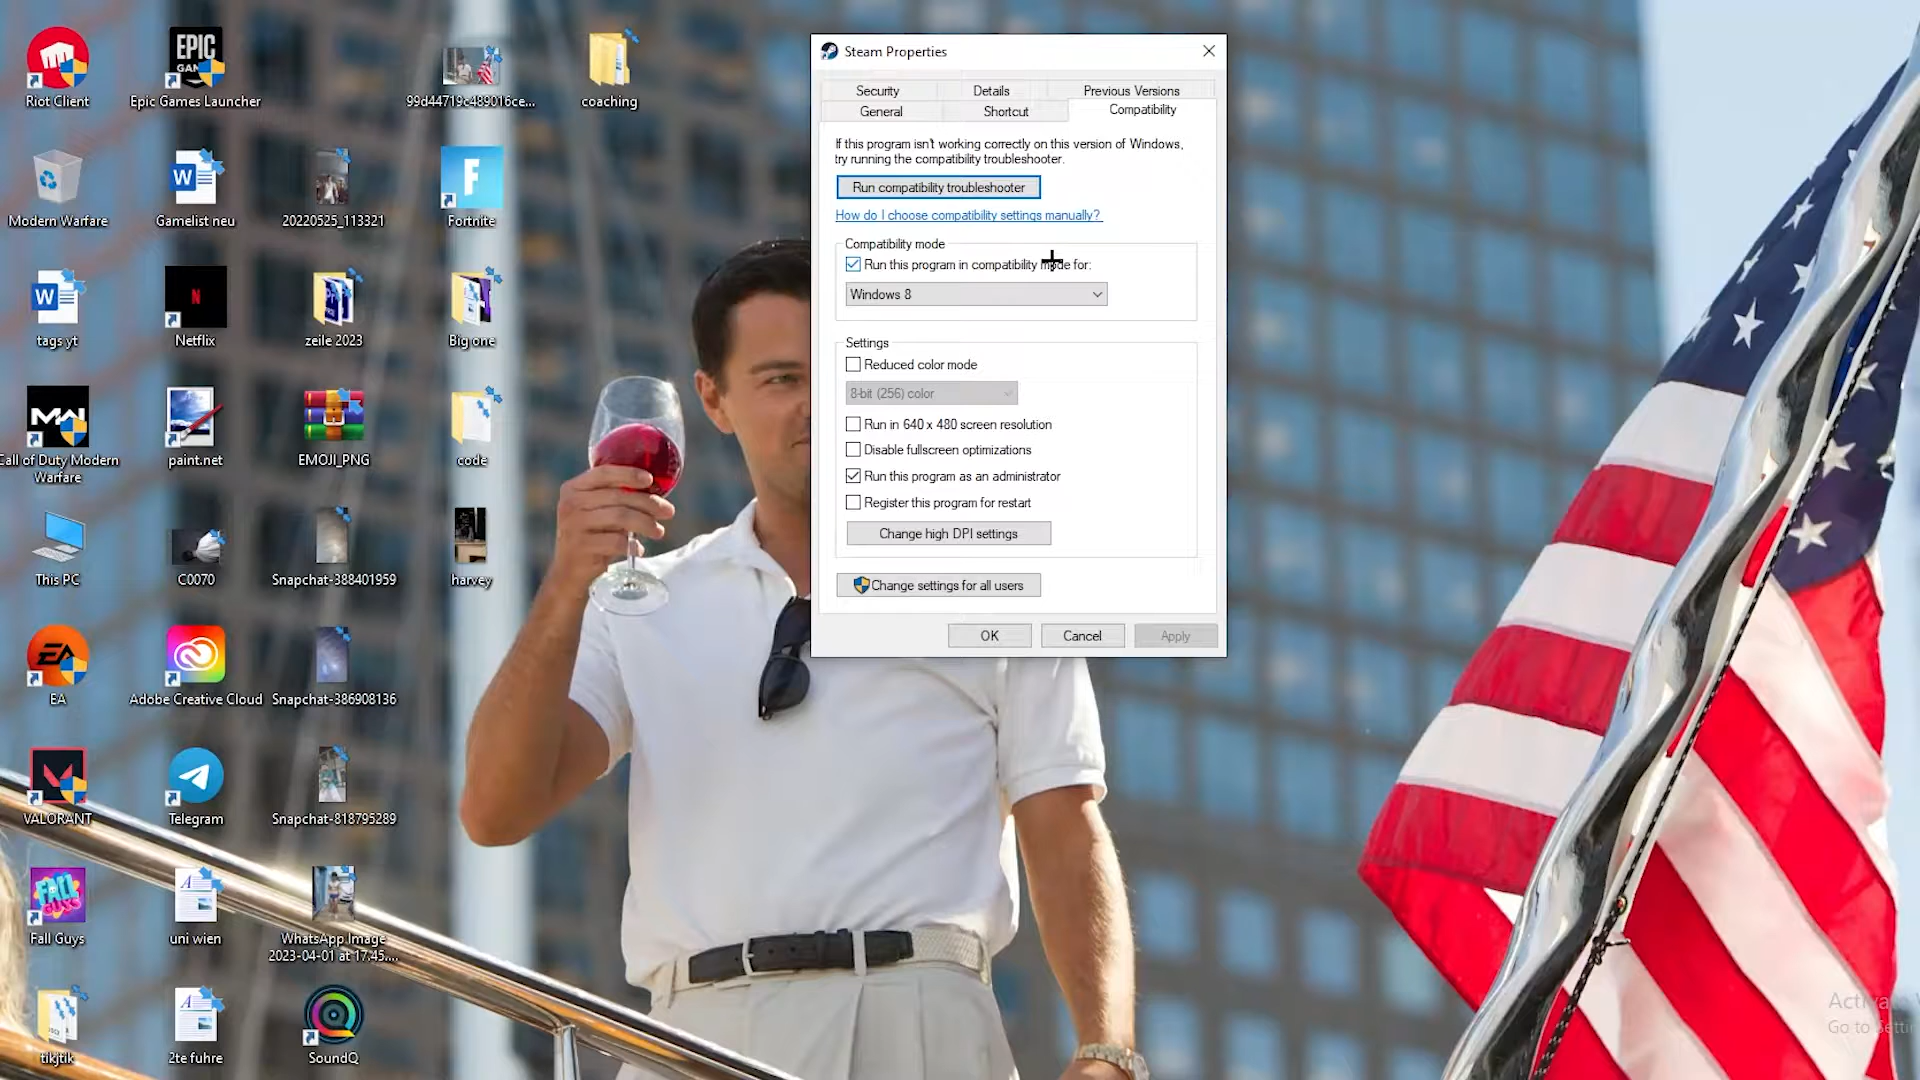 Riot Client
EPIC
Epic Games Launcher
99d44719c489016ce...
coaching
Modern Warfare
Gamelist neu
20220525_113321
Fortnite
tags yt
Netflix
zeile 2023
Big one
Call of Duty Modern
Warfare
paint.net
EMOJI_PNG
code
This PC
C0070
Snapchat-388401959
harvey
EA
Adobe Creative Cloud
Snapchat-386908136
VALORANT
Telegram
Snapchat-818795289
Fall Guys
uni wien
WhatsApp Image
2023-04-01 at 17.45....
tikjtik
2te fuhre
SoundQ
Steam Properties
Security
Details
Previous Versions
General
Shortcut
Compatibility
If this program isn't working correctly on this version of Windows,
try running the compatibility troubleshooter.
Run compatibility troubleshooter
How do I choose compatibility settings manually?
Compatibility mode
Run this program in compatibility mode for:
Windows 8
Settings
Reduced color mode
8-bit (256) color
Run in 640 x 480 screen resolution
Disable fullscreen optimizations
Run this program as an administrator
Register this program for restart
Change high DPI settings
Change settings for all users
OK
Cancel
Apply
Go to